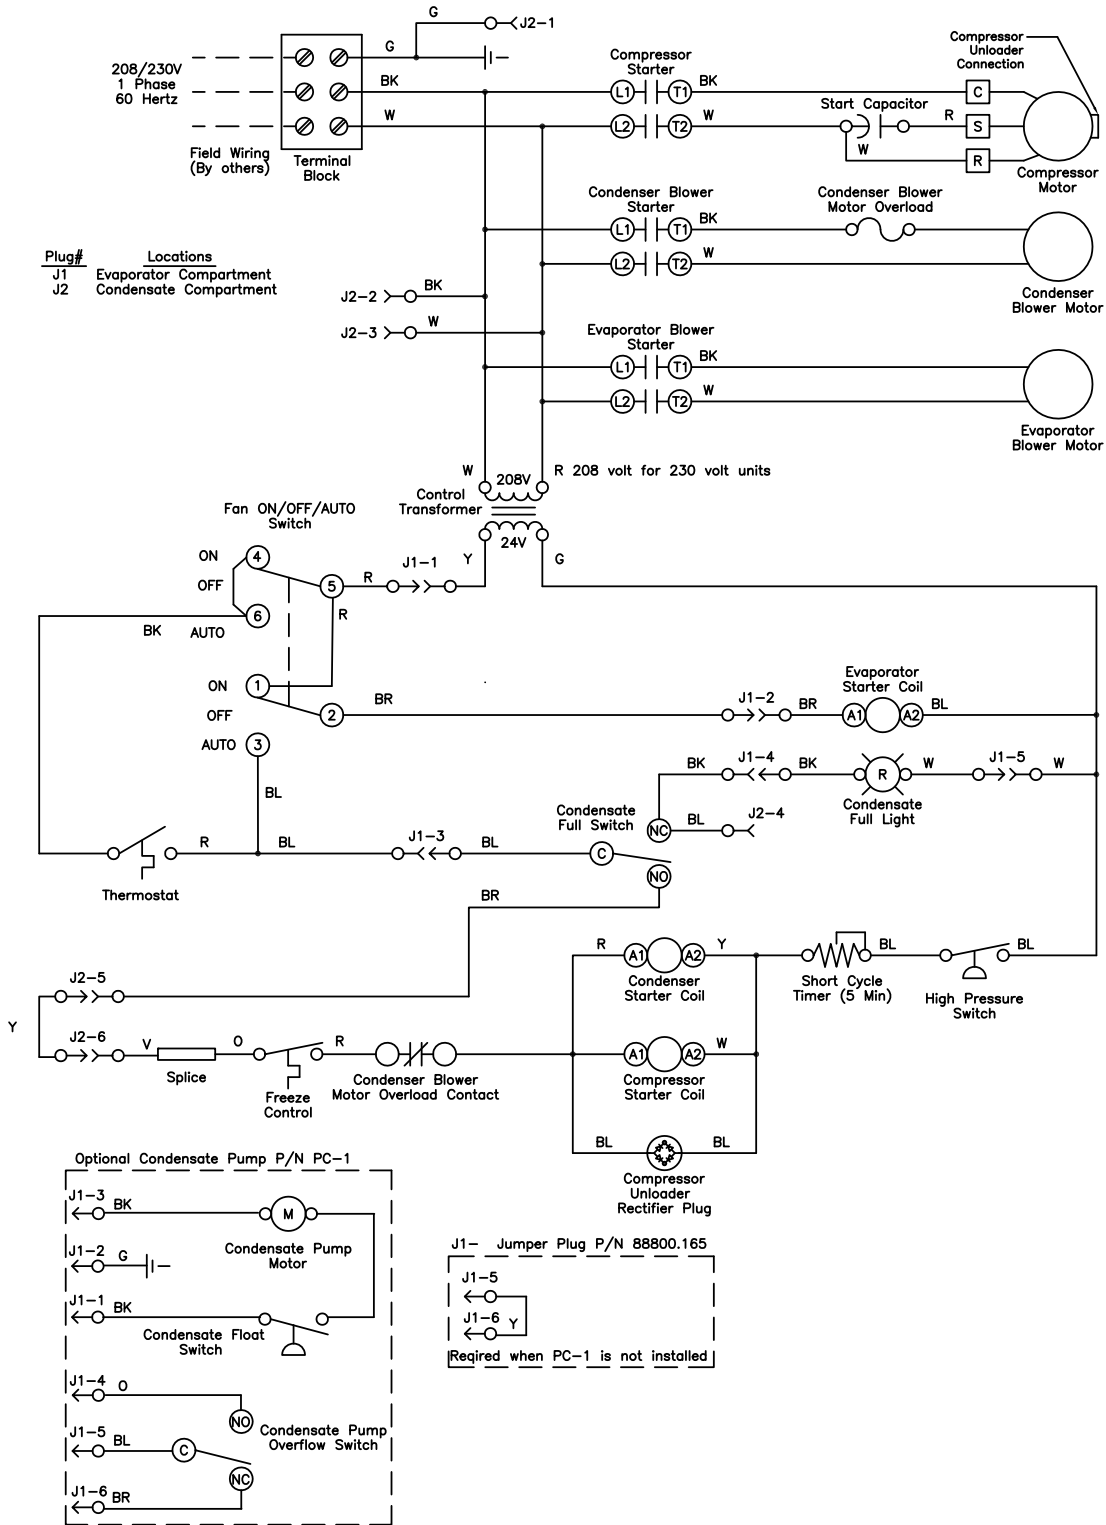 G
J2-1
G
208/230V
1 Phase
60 Hertz
BK
W
Field Wiring
(By others)
Terminal
Block
Compressor
Starter
L1
T1
BK
L2
T2
W
Start Capacitor
W
R
C
S
R
Compressor
Unloader
Connection
Compressor
Motor
Condenser Blower
Starter
L1
T1
BK
L2
T2
W
Condenser Blower
Motor Overload
Condenser
Blower Motor
Plug#
Locations
J1
Evaporator Compartment
J2
Condensate Compartment
J2-2
BK
J2-3
W
Evaporator Blower
Starter
L1
T1
BK
L2
T2
W
Evaporator
Blower Motor
W
208V
R 208 volt for 230 volt units
Control
Transformer
24V
Y
G
Fan ON/OFF/AUTO
Switch
ON
4
OFF
5
R
J1-1
6
AUTO
BK
R
ON
1
OFF
2
BR
AUTO
3
BL
J1-2
BR
Evaporator
Starter Coil
A1
A2
BL
BK
J1-4
BK
R
W
J1-5
W
Condensate
Full Light
Condensate
Full Switch
NC
BL
J2-4
C
NO
Thermostat
R
BL
J1-3
BL
BR
R
A1
A2
Y
Condenser
Starter Coil
Short Cycle
Timer (5 Min)
BL
BL
High Pressure
Switch
J2-5
Y
J2-6
V
Splice
O
Freeze
Control
R
Condenser Blower
Motor Overload Contact
A1
A2
W
Compressor
Starter Coil
BL
BL
Compressor
Unloader
Rectifier Plug
Optional Condensate Pump P/N PC-1
J1-3
BK
M
Condensate Pump
Motor
J1-2
G
J1-1
BK
Condensate Float
Switch
J1-4
O
NO
Condensate Pump
Overflow Switch
J1-5
BL
C
NC
J1-6
BR
J1- Jumper Plug P/N 88800.165
J1-5
J1-6
Y
Reqired when PC-1 is not installed